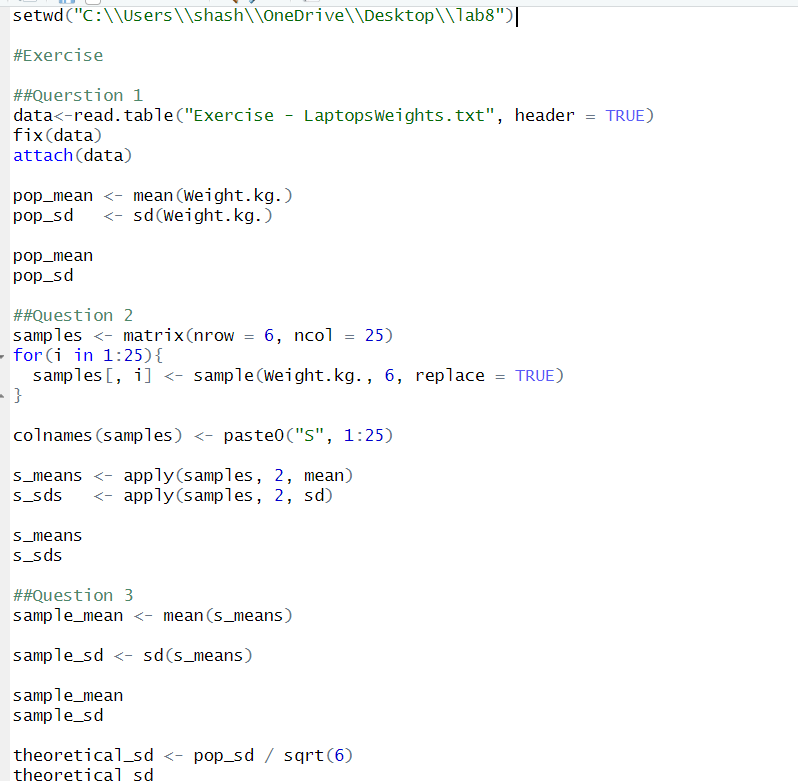 setwd("C:\\Users\\shash\\OneDrive\\Desktop\\lab8")
#Exercise
##Querstion 1
data<-read.table("Exercise - LaptopsWeights.txt", header = TRUE)
fix(data)
attach(data)
pop_mean <- mean(Weight.kg.)
pop_sd   <- sd(Weight.kg.)
pop_mean
pop_sd
##Question 2
samples <- matrix(nrow = 6, ncol = 25)
for(i in 1:25){
  samples[, i] <- sample(Weight.kg., 6, replace = TRUE)
}
colnames(samples) <- paste0("S", 1:25)
s_means <- apply(samples, 2, mean)
s_sds   <- apply(samples, 2, sd)
s_means
s_sds
##Question 3
sample_mean <- mean(s_means)
sample_sd <- sd(s_means)
sample_mean
sample_sd
theoretical_sd <- pop_sd / sqrt(6)
theoretical_sd